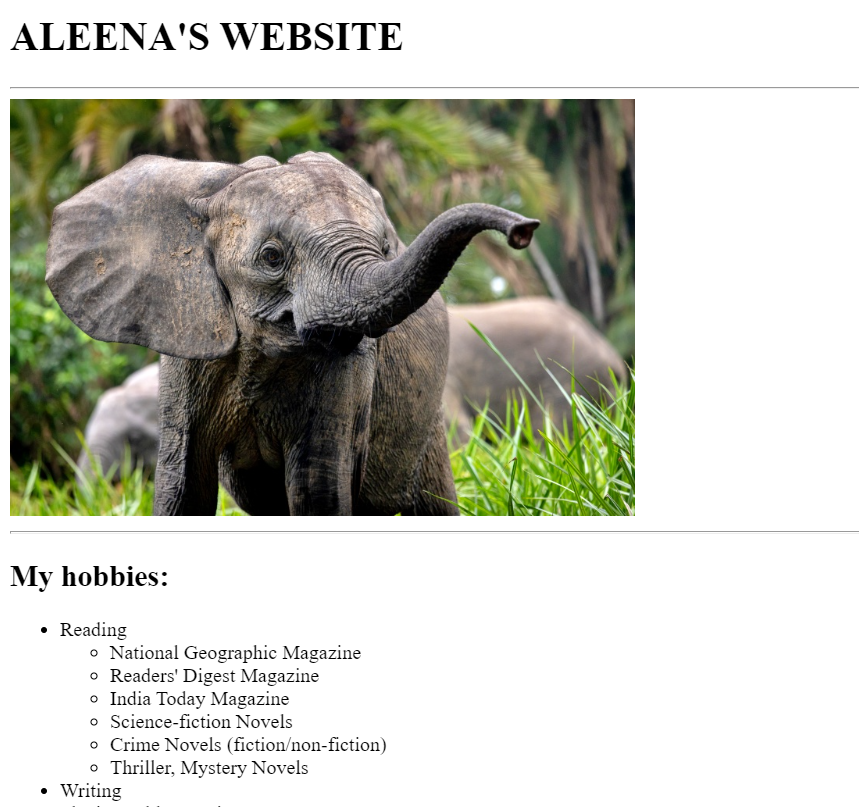 ALEENA'S WEBSITE
My hobbies:
Reading
National Geographic Magazine
Readers' Digest Magazine
India Today Magazine
Science-fiction Novels
Crime Novels (fiction/non-fiction)
Thriller, Mystery Novels
Writing